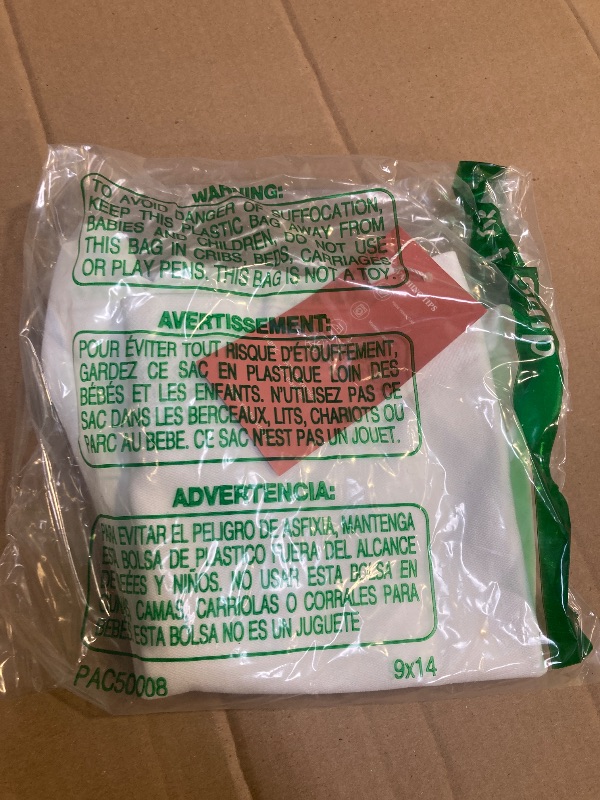 WARNING:
TO AVOID DANGER OF SUFFOCATION,
KEEP THIS PLASTIC BAG AWAY FROM
BABIES AND CHILDREN, DO NOT USE
THIS BAG IN CRIBS, BEDS, CARRIAGES
OR PLAY PENS. THIS BAG IS NOT A TOY.
AVERTISSEMENT:
POUR ÉVITER TOUT RISQUE D'ÉTOUFFEMENT,
GARDEZ CE SAC EN PLASTIQUE LOIN DES
BÉBÉS ET LES ENFANTS. N'UTILISEZ PAS CE
SAC DANS LES BERCEAUX, LITS, CHARIOTS OU
PARC AU BEBE. CE SAC N'EST PAS UN JOUET.
ADVERTENCIA:
EVITAR EL PELIGRO DE ASFIXIA, MANTENGA
ESTA BOLSA DE PLASTICO FUERA DEL ALCANCE
DE Y NIÑOS. NO USAR ESTA BOLSA EN
CAMAS, CARRIOLAS O CORRALES PARA
ESTA BOLSA NO ES UN JUGUETE
PAC50008
9x14